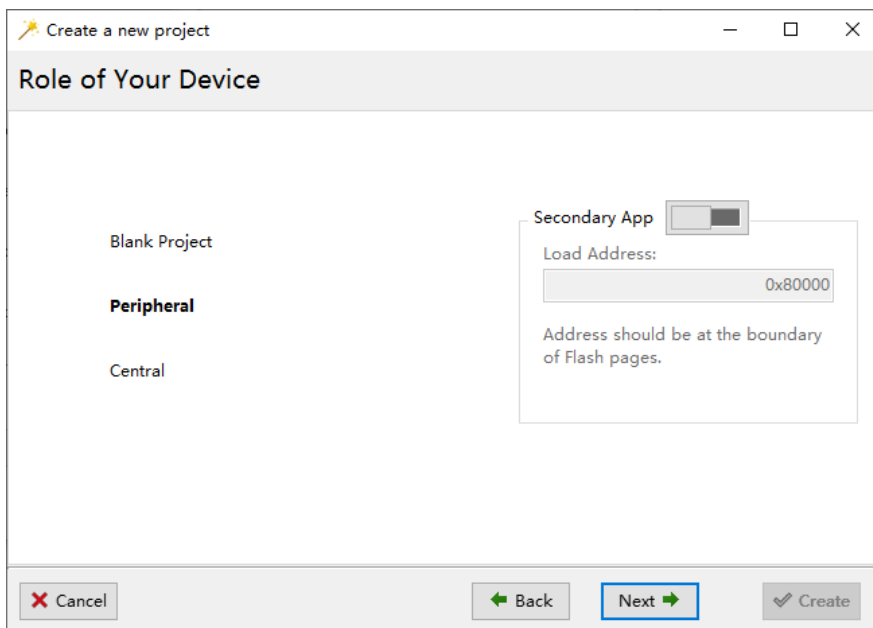 Create a new project
Role of Your Device
Blank Project
Peripheral
Central
Secondary App
Load Address:
0x80000
Address should be at the boundary
of Flash pages.
Cancel
Back
Next
Create